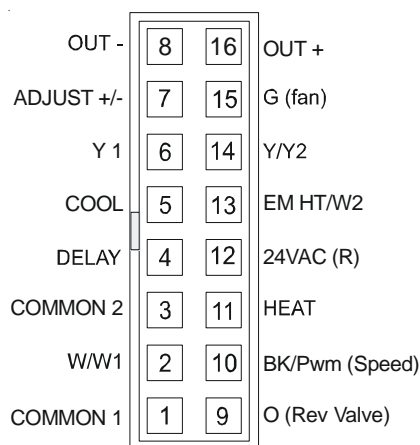 OUT - 8 16 OUT +
ADJUST +/- 7 15 G (fan)
Y 1 6 14 Y/Y2
COOL 5 13 EM HT/W2
DELAY 4 12 24VAC (R)
COMMON 2 3 11 HEAT
W/W1 2 10 BK/Pwm (Speed)
COMMON 1 1 9 O (Rev Valve)